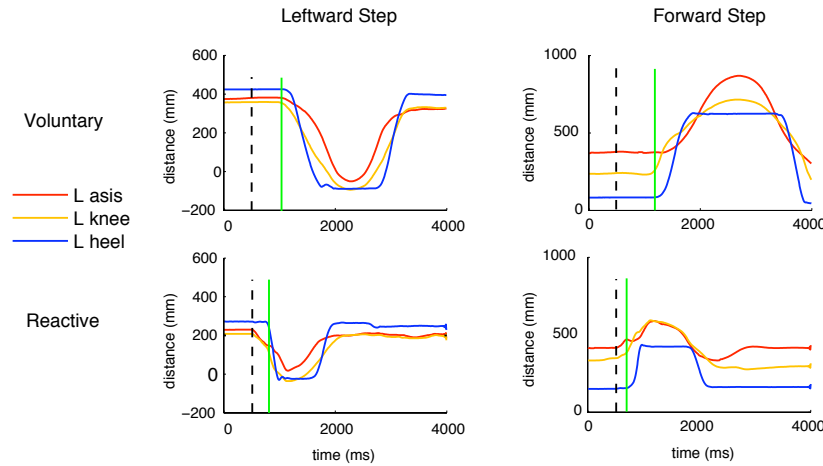 Leftward Step
Forward Step
Voluntary
Reactive
L asis
L knee
L heel
distance (mm)
600
400
200
0
−200
0
2000
4000
distance (mm)
1000
500
0
0
2000
4000
distance (mm)
600
400
200
0
−200
0
2000
4000
time (ms)
distance (mm)
1000
500
0
0
2000
4000
time (ms)